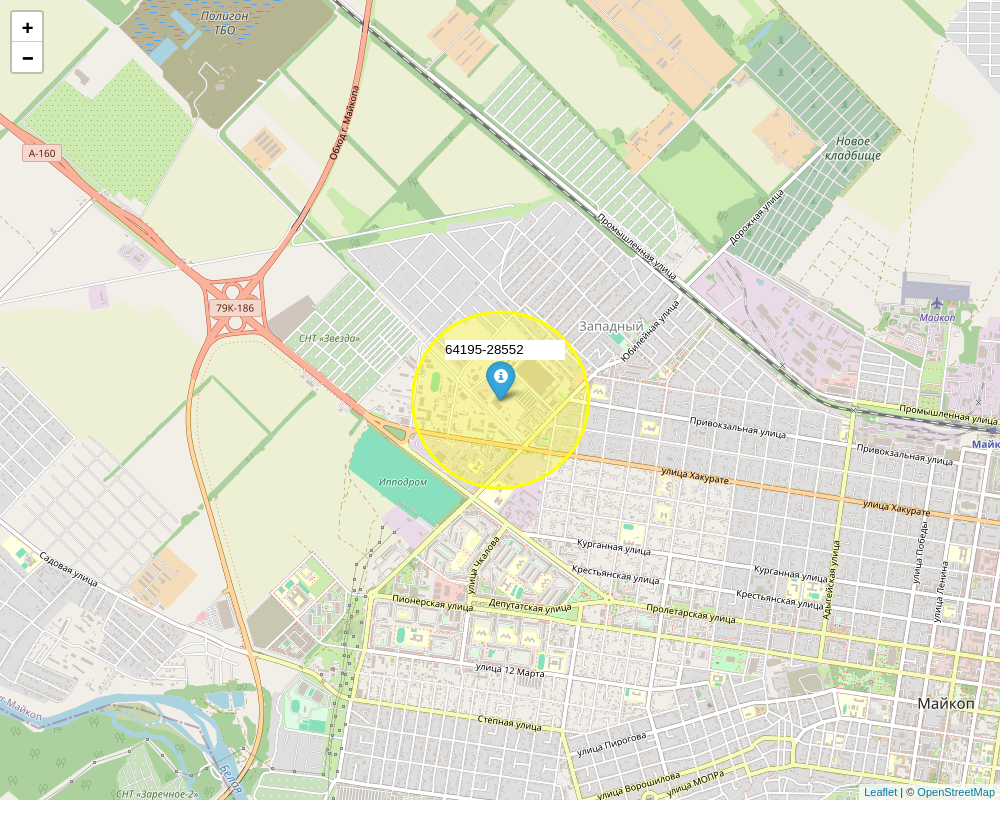 +
−
Полигон
ТБО
А-160
Обход г. Майкопа
Новое
кладбище
Дорожная улица
Промышленная улица
79К-186
СНТ «Звезда»
Западный
Юбилейная улица
Майкоп
64195-28552
Промышленная улица
Привокзальная улица
Привокзальная улица
Майк
улица Хакурате
улица Хакурате
Ипподром
Садовая улица
улица Чкалова
Курганная улица
Курганная улица
Крестьянская улица
Крестьянская улица
Адыгейская улица
улица Победы
улица Ленина
Пионерская улица
Депутатская улица
Пролетарская улица
улица 12 Марта
Степная улица
улица Пирогова
Майкоп
г. Майкоп
Белая
СНТ «Заречное-2»
улица Ворошилова
улица МОПРа
Leaflet | © OpenStreetMap